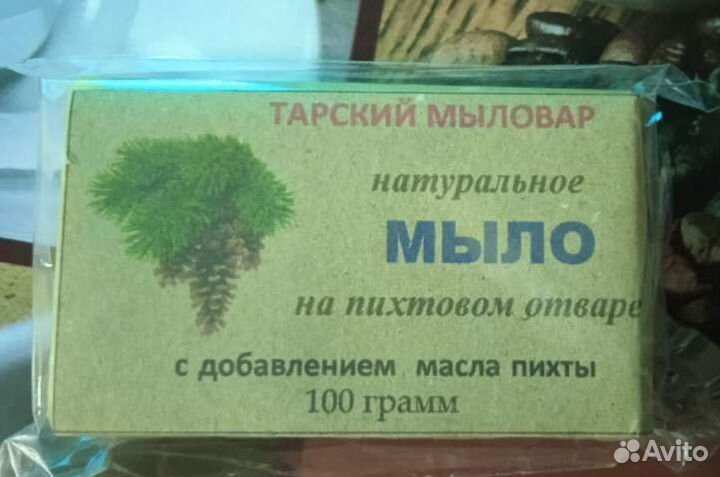 ТАРСКИЙ МЫЛОВАР
натуральное
МЫЛО
на пихтовом отваре
с добавлением масла пихты
100 грамм
Avito